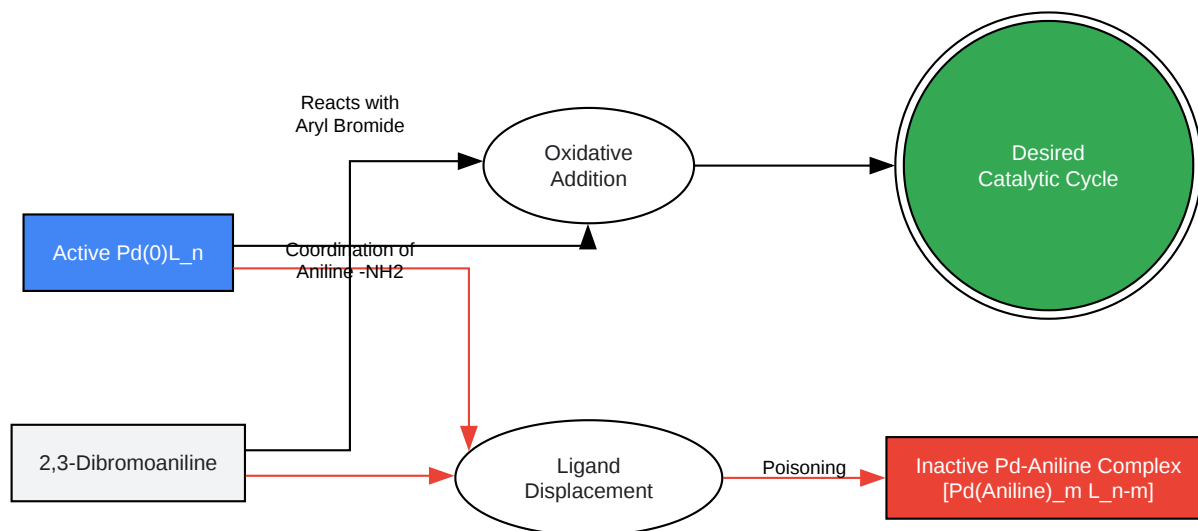 Reacts with
Aryl Bromide
Oxidative
Addition
Desired
Catalytic Cycle
Active Pd(0)L_n
Coordination of
Aniline -NH2
2,3-Dibromoaniline
Ligand
Displacement
Poisoning
Inactive Pd-Aniline Complex
[Pd(Aniline)_m L_n-m]